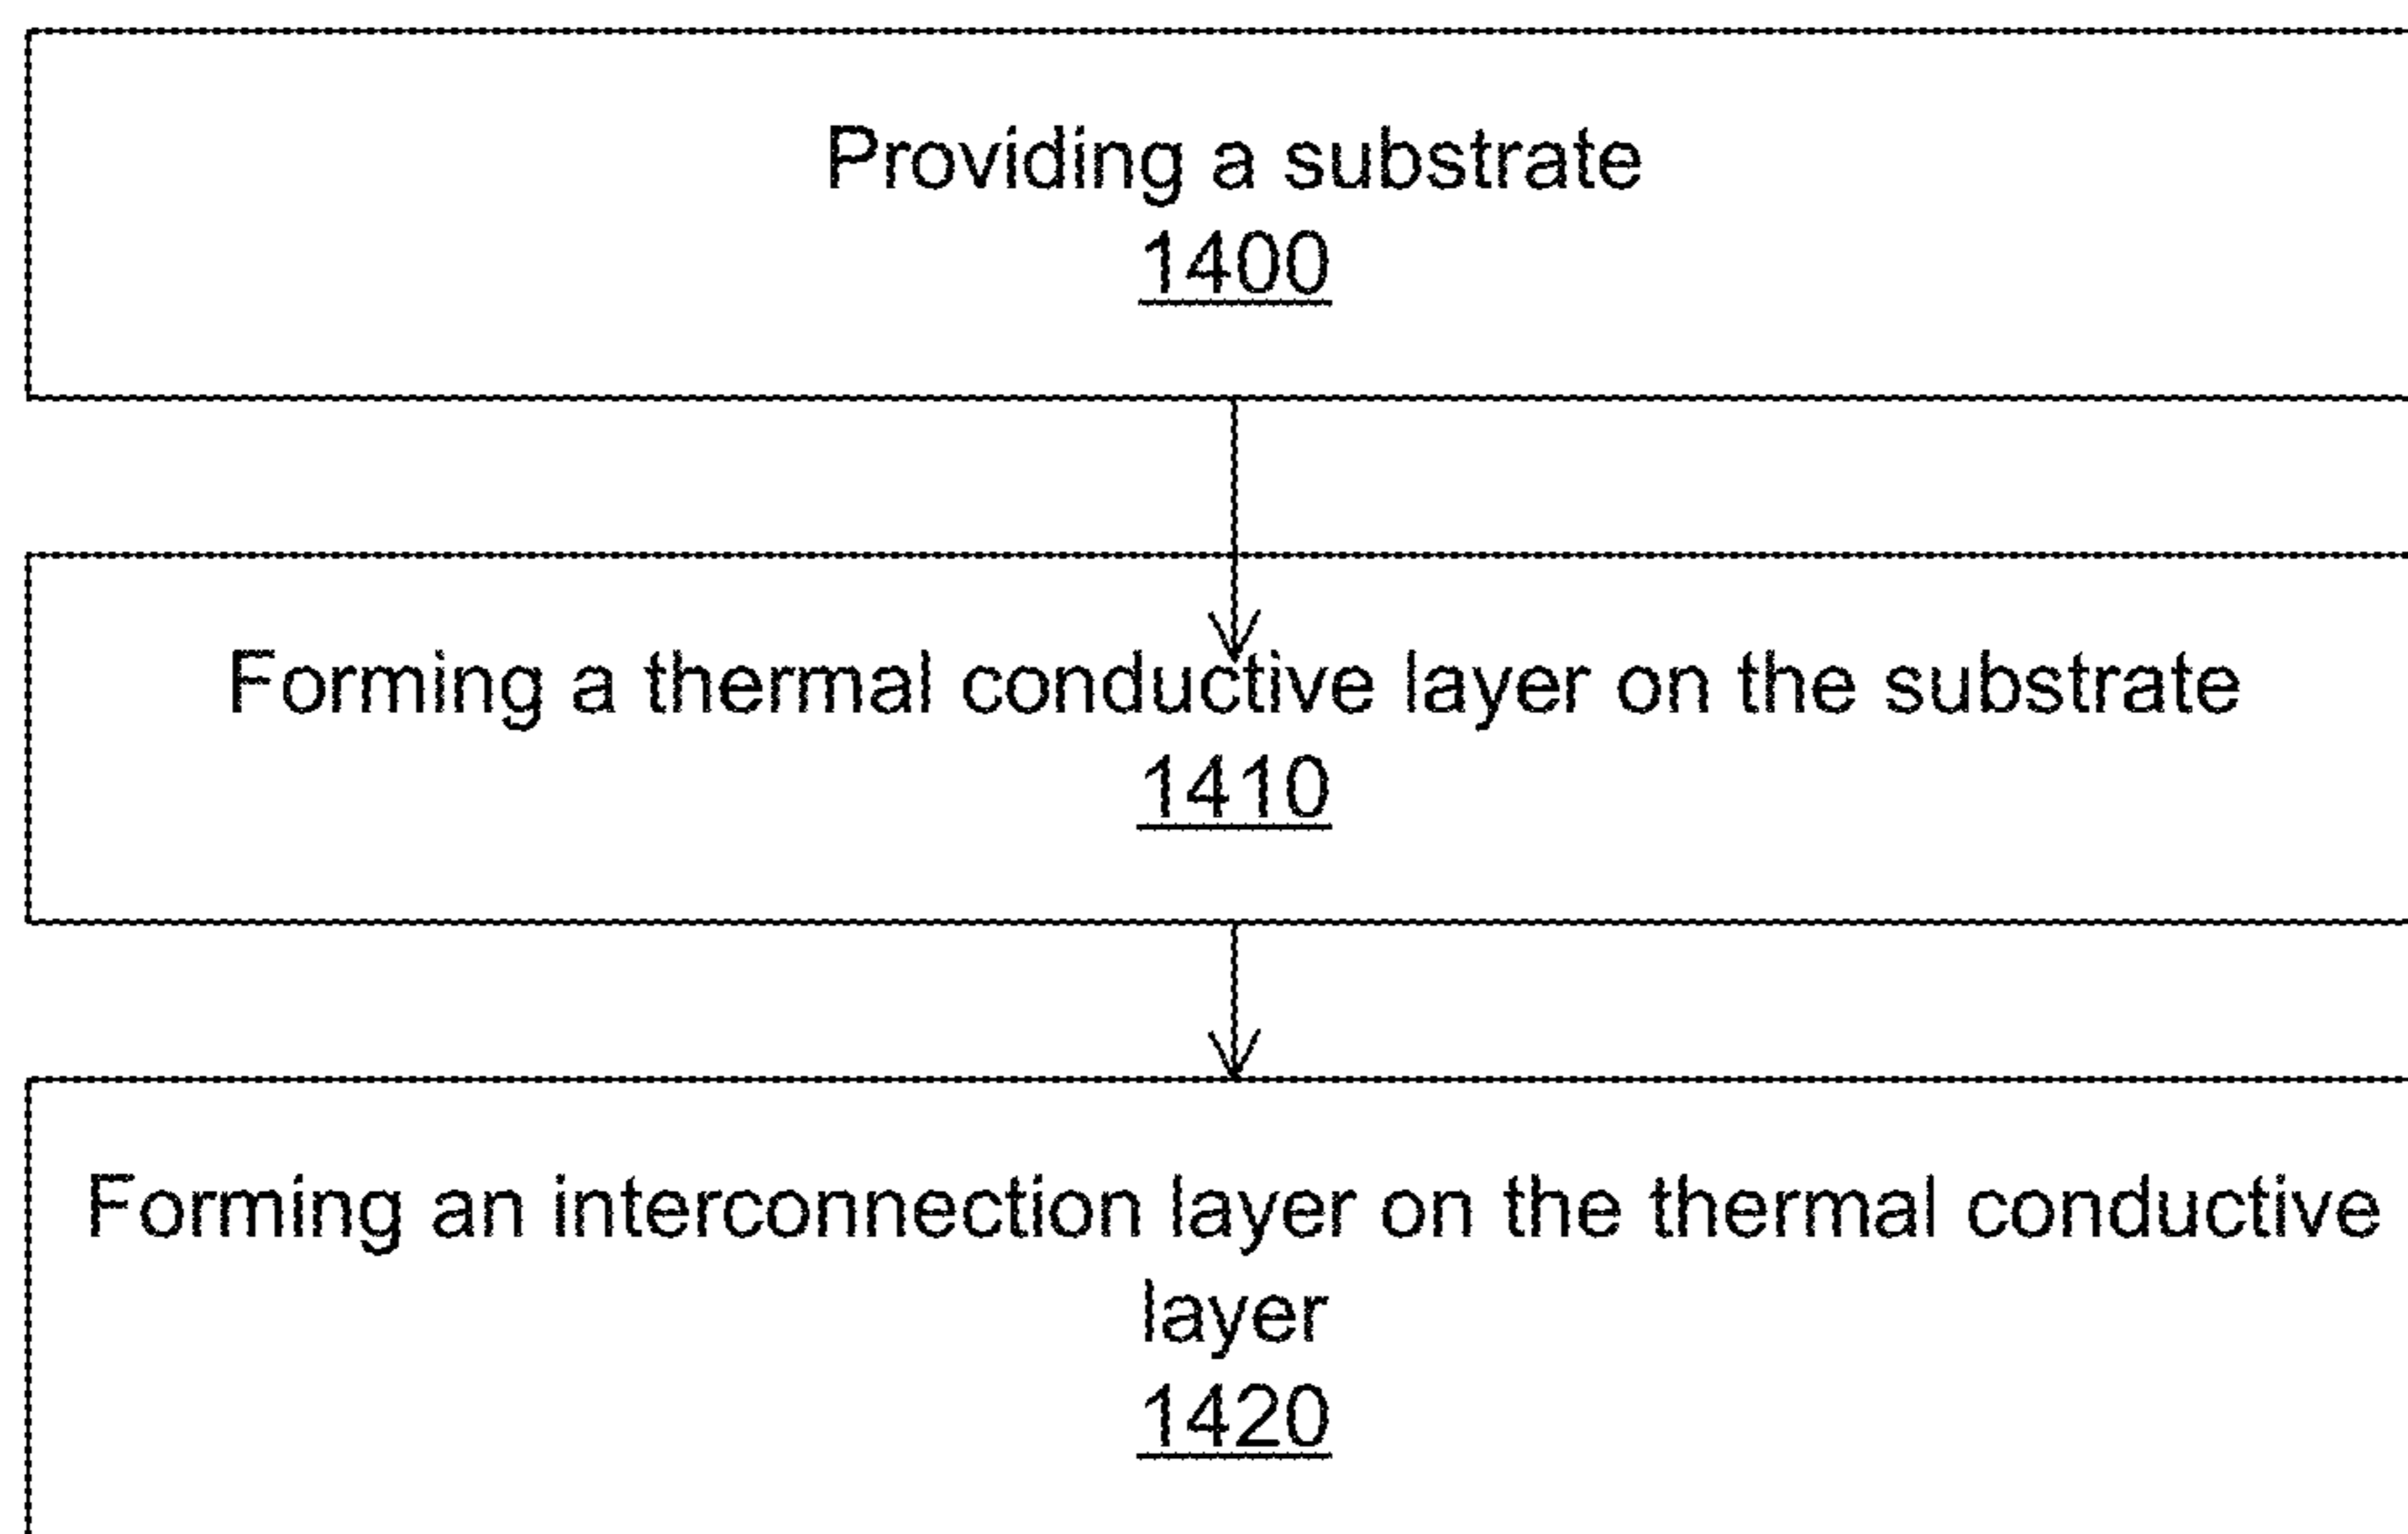 Providing a substrate
1400
Forming a thermal conductive layer on the substrate
1410
Forming an interconnection layer on the thermal conductive
layer
1420